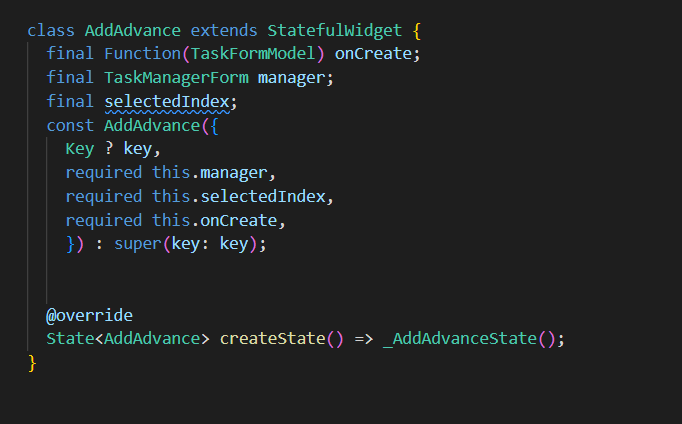 class AddAdvance extends StatefulWidget {
final Function(TaskFormModel) onCreate;
final TaskManagerForm manager;
final selectedIndex;
const AddAdvance({
Key ? key,
required this.manager,
required this.selectedIndex,
required this.onCreate,
}) : super(key: key);
@override
State<AddAdvance> createState() => _AddAdvanceState();
}